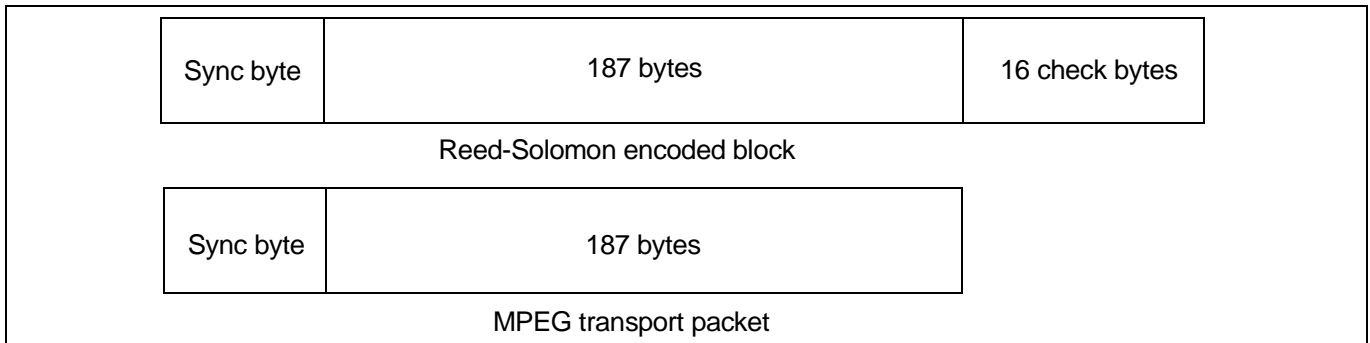 Sync byte
187 bytes
16 check bytes
Reed-Solomon encoded block
Sync byte
187 bytes
MPEG transport packet